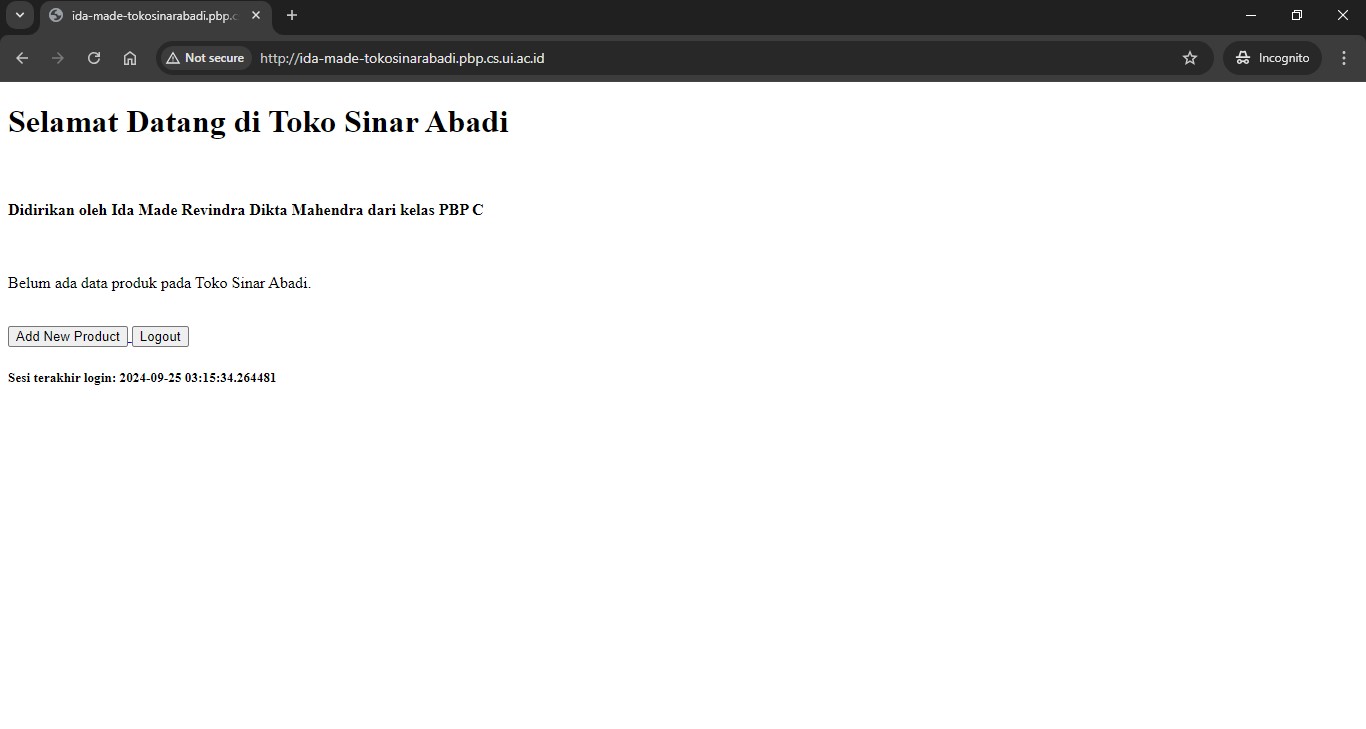 ida-made-tokosinarabadi.pbp.c
Not secure
http://ida-made-tokosinarabadi.pbp.cs.ui.ac.id
Incognito
Selamat Datang di Toko Sinar Abadi
Didirikan oleh Ida Made Revindra Dikta Mahendra dari kelas PBP C
Belum ada data produk pada Toko Sinar Abadi.
Add New Product Logout
Sesi terakhir login: 2024-09-25 03:15:34.264481